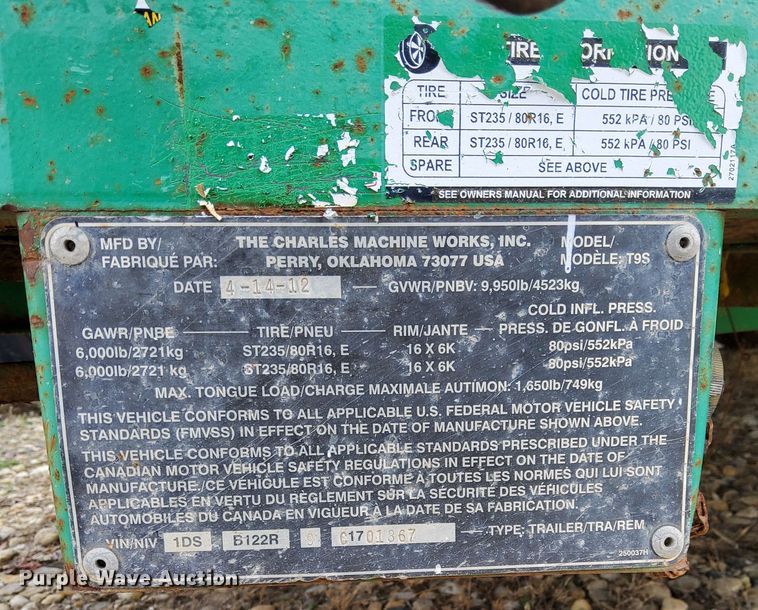 TIRE
TIRE SIZE COLD TIRE
FRONT ST235 / 80R16, E 552 kPA / 80 PSI
REAR ST235 / 80R16, E 552 kPA / 80 PSI
SPARE SEE ABOVE
SEE OWNERS MANUAL FOR ADDITIONAL INFORMATION
2702117A
MFD BY/ THE CHARLES MACHINE WORKS, INC. MODEL/
FABRIQUÉ PAR: PERRY, OKLAHOMA 73077 USA MODÈLE: T9S
DATE 4-14-12 GVWR/PNBV: 9,950lb/4523kg
COLD INFL. PRESS.
GAWR/PNBE TIRE/PNEU RIM/JANTE PRESS. DE GONFL. À FROID
6,000lb/2721kg ST235/80R16, E 16 X 6K 80psi/552kPa
6,000lb/2721 kg ST235/80R16, E 16 X 6K 80psi/552kPa
MAX. TONGUE LOAD/CHARGE MAXIMALE AUTIMON: 1,650lb/749kg
THIS VEHICLE CONFORMS TO ALL APPLICABLE U.S. FEDERAL MOTOR VEHICLE SAFETY
STANDARDS (FMVSS) IN EFFECT ON THE DATE OF MANUFACTURE SHOWN ABOVE.
THIS VEHICLE CONFORMS TO ALL APPLICABLE STANDARDS PRESCRIBED UNDER THE
CANADIAN MOTOR VEHICLE SAFETY REGULATIONS IN EFFECT ON THE DATE OF
MANUFACTURE./CE VÉHICULE EST CONFORME À TOUTES LES NORMES QUI LUI SONT
APPLICABLES EN VERTU DU RÈGLEMENT SUR LA SÉCURITÉ DES VÉHICULES
AUTOMOBILES DU CANADA EN VIGUEUR À LA DATE DE SA FABRICATION.
VIN/NIV 1DS B122R C1701367 TYPE: TRAILER/TRA/REM
250037H
Purple Wave Auction